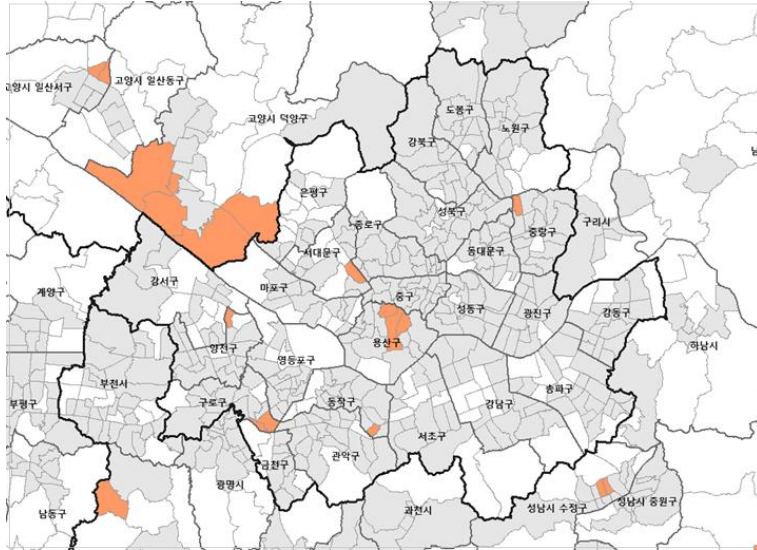 도봉구
노원구
고양시 일산동구
고양시 일산서구
고양시 덕양구
강북구
은평구
성북구
종로구
중랑구
구리시
서대문구
동대문구
강서구
마포구
중구
성동구
광진구
강동구
계양구
양천구
영등포구
용산구
하남시
부천시
부평구
구로구
동작구
강남구
송파구
서초구
관악구
금천구
광명시
과천시
성남시 수정구
성남시 중원구
남동구